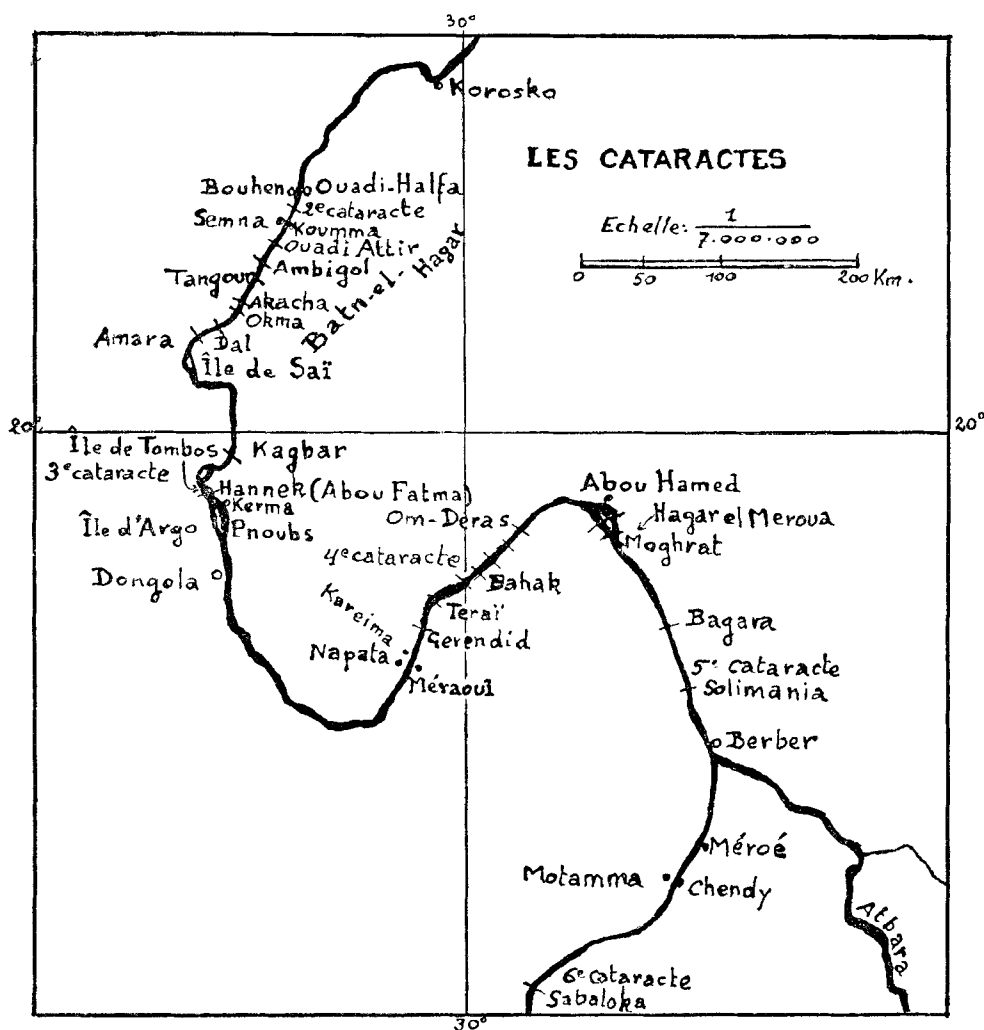 30°
Korosko
LES CATARACTES
Bouhen
Ouadi-Halfa
2e cataracte
Semna
Koumma
Echelle: 1
7.000.000
Ouadi Attir
Ambigol
Tangour
Batn-el-Hagar
0 50 100 200 Km.
Akacha
Okma
Amara
Dal
Île de Saï
20°
20°
Île de Tombos
Kagbar
3e cataracte
Hannek (Abou Fatma)
Kerma
Île d'Argo
Pnoubs
Abou Hamed
Om-Deras
Hagar el Meroua
Moghrat
4e cataracte
Dongola
Bahak
Kareima
Teraï
Gerendid
Bagara
Napata
Méraoui
5e Cataracte
Solimania
Berber
Méroé
Motamma
Chendy
Atbara
6e cataracte
Sabaloka
30°